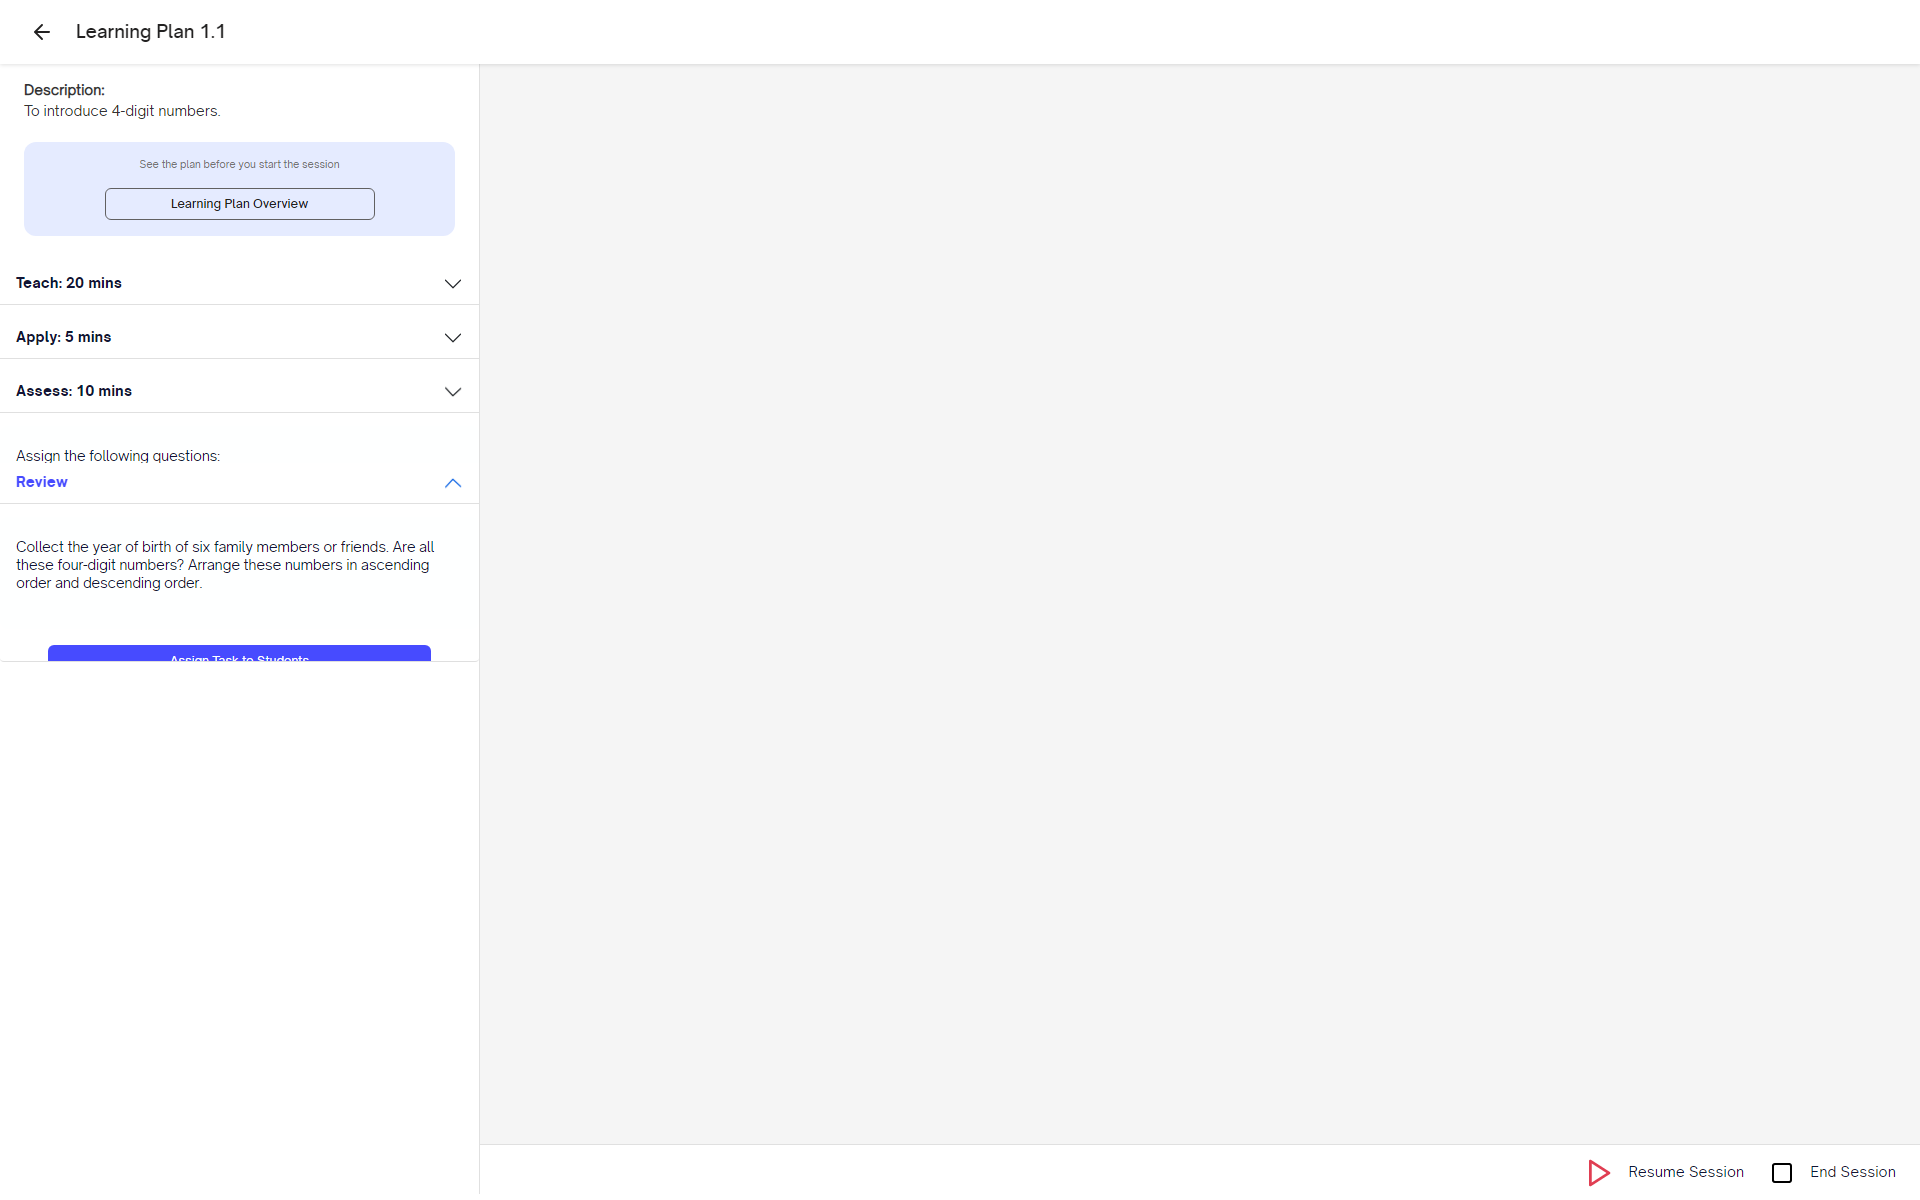 Learning Plan 1.1
Description:
To introduce 4-digit numbers.
See the plan before you start the session
Learning Plan Overview
Teach: 20 mins
Apply: 5 mins
Assess: 10 mins
Assign the following questions:
Review
Collect the year of birth of six family members or friends. Are all
these four-digit numbers? Arrange these numbers in ascending
order and descending order.
Assign Task to Students
Resume Session
End Session